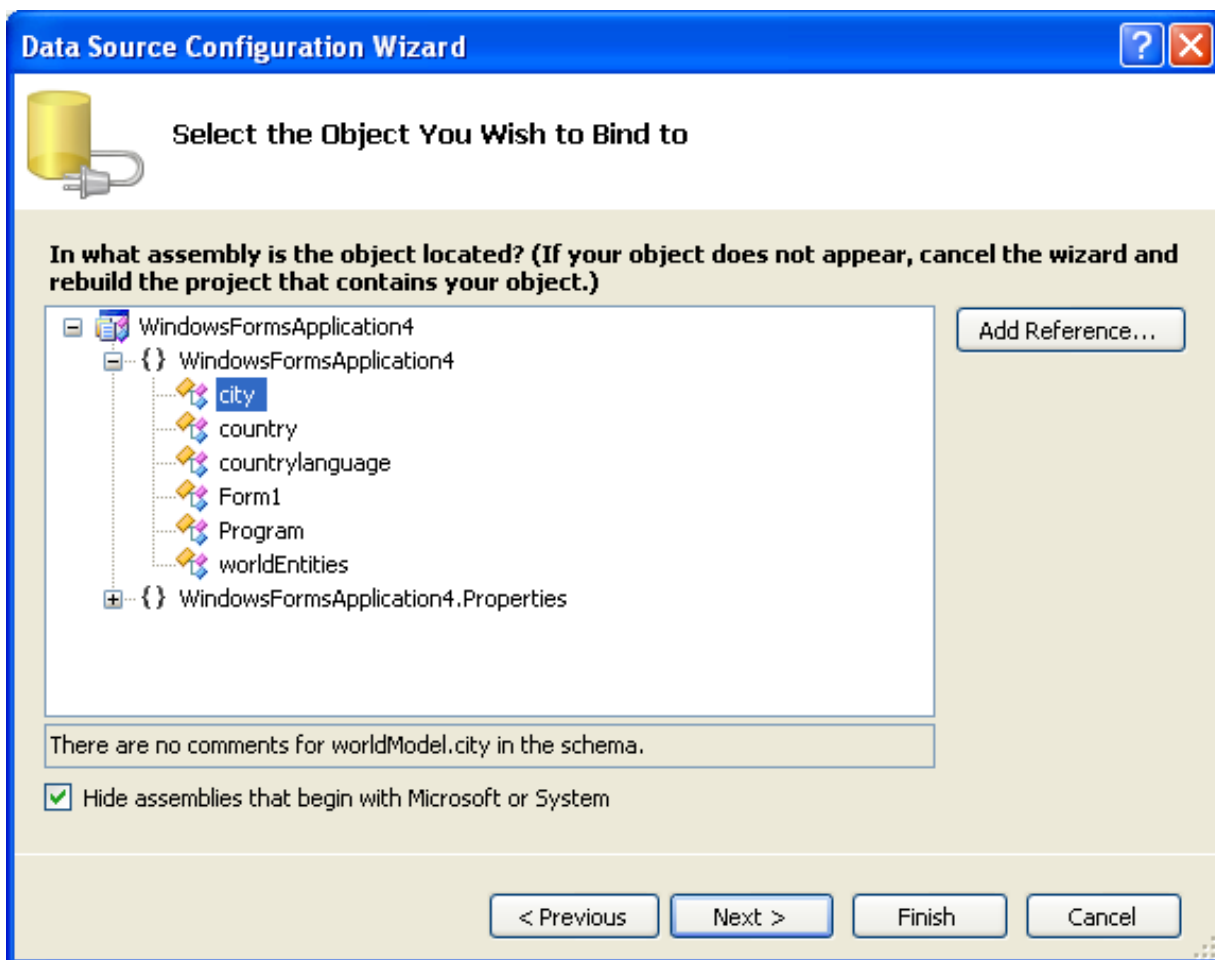 Data Source Configuration Wizard
Select the Object You Wish to Bind to
In what assembly is the object located? (If your object does not appear, cancel the wizard and
rebuild the project that contains your object.)
WindowsFormsApplication4
Add Reference...
{} WindowsFormsApplication4
city
country
countrylanguage
Form1
Program
worldEntities
{} WindowsFormsApplication4.Properties
There are no comments for worldModel.city in the schema.
Hide assemblies that begin with Microsoft or System
< Previous
Next >
Finish
Cancel